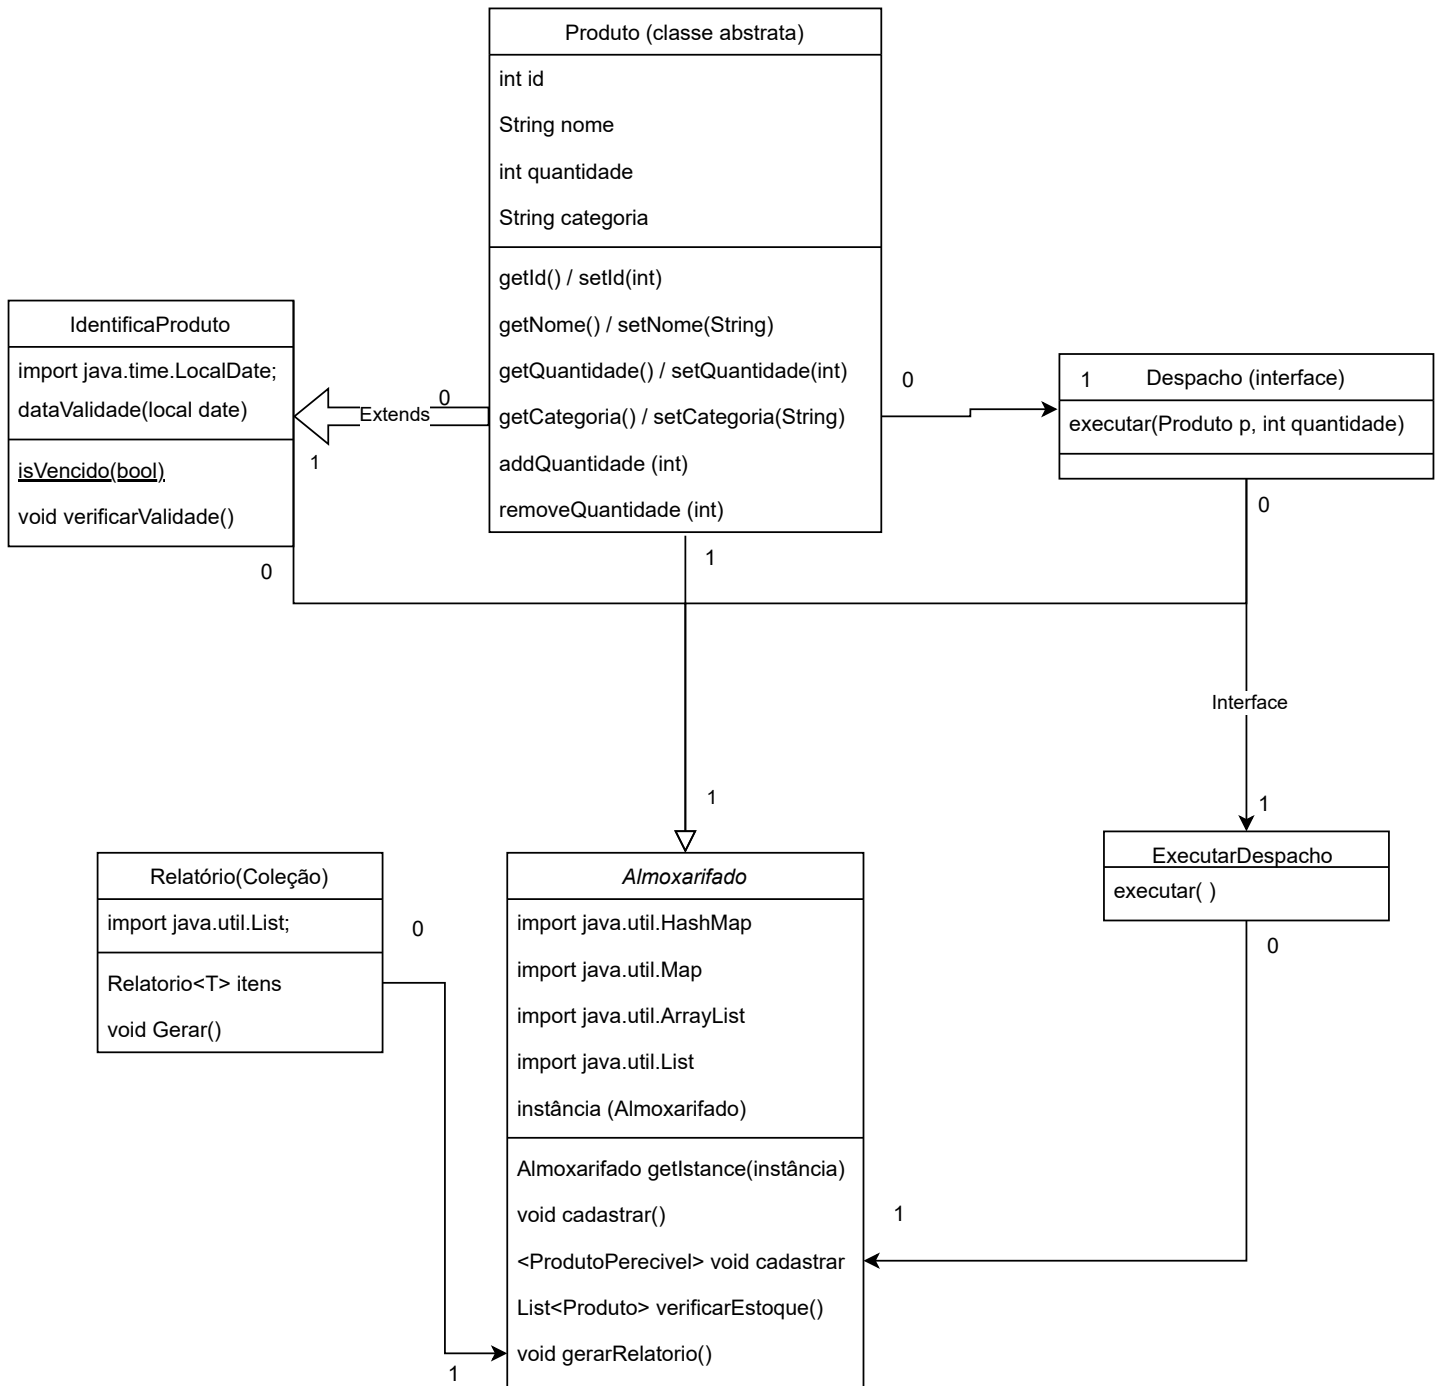 Produto (classe abstrata)
int id
String nome
int quantidade
String categoria
getId() / setId(int)
getNome() / setNome(String)
getQuantidade() / setQuantidade(int)
getCategoria() / setCategoria(String)
addQuantidade (int)
removeQuantidade (int)
IdentificaProduto
import java.time.LocalDate;
dataValidade(local date)
isVencido(bool)
void verificarValidade()
Extends
0
1
0
0
1
Despacho (interface)
executar(Produto p, int quantidade)
0
1
Interface
1
1
ExecutarDespacho
executar( )
0
Relatório(Coleção)
import java.util.List;
Relatorio<T> itens
void Gerar()
0
Almoxarifado
import java.util.HashMap
import java.util.Map
import java.util.ArrayList
import java.util.List
instância (Almoxarifado)
Almoxarifado getIstance(instância)
void cadastrar()
<ProdutoPerecivel> void cadastrar
List<Produto> verificarEstoque()
void gerarRelatorio()
1
1